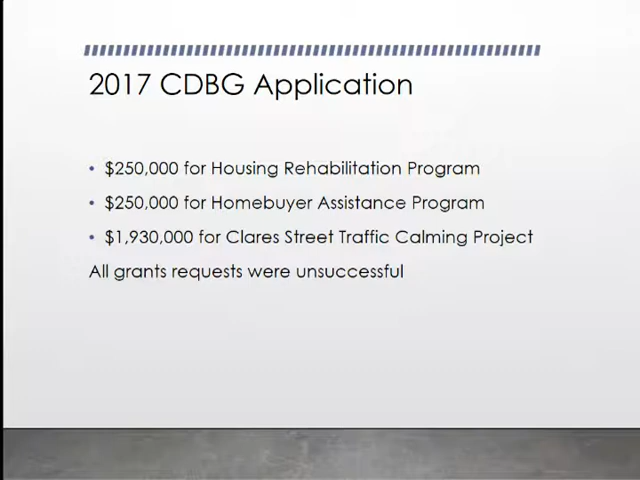 2017 CDBG Application
• $250,000 for Housing Rehabilitation Program
• $250,000 for Homebuyer Assistance Program
• $1,930,000 for Clares Street Traffic Calming Project
All grants requests were unsuccessful